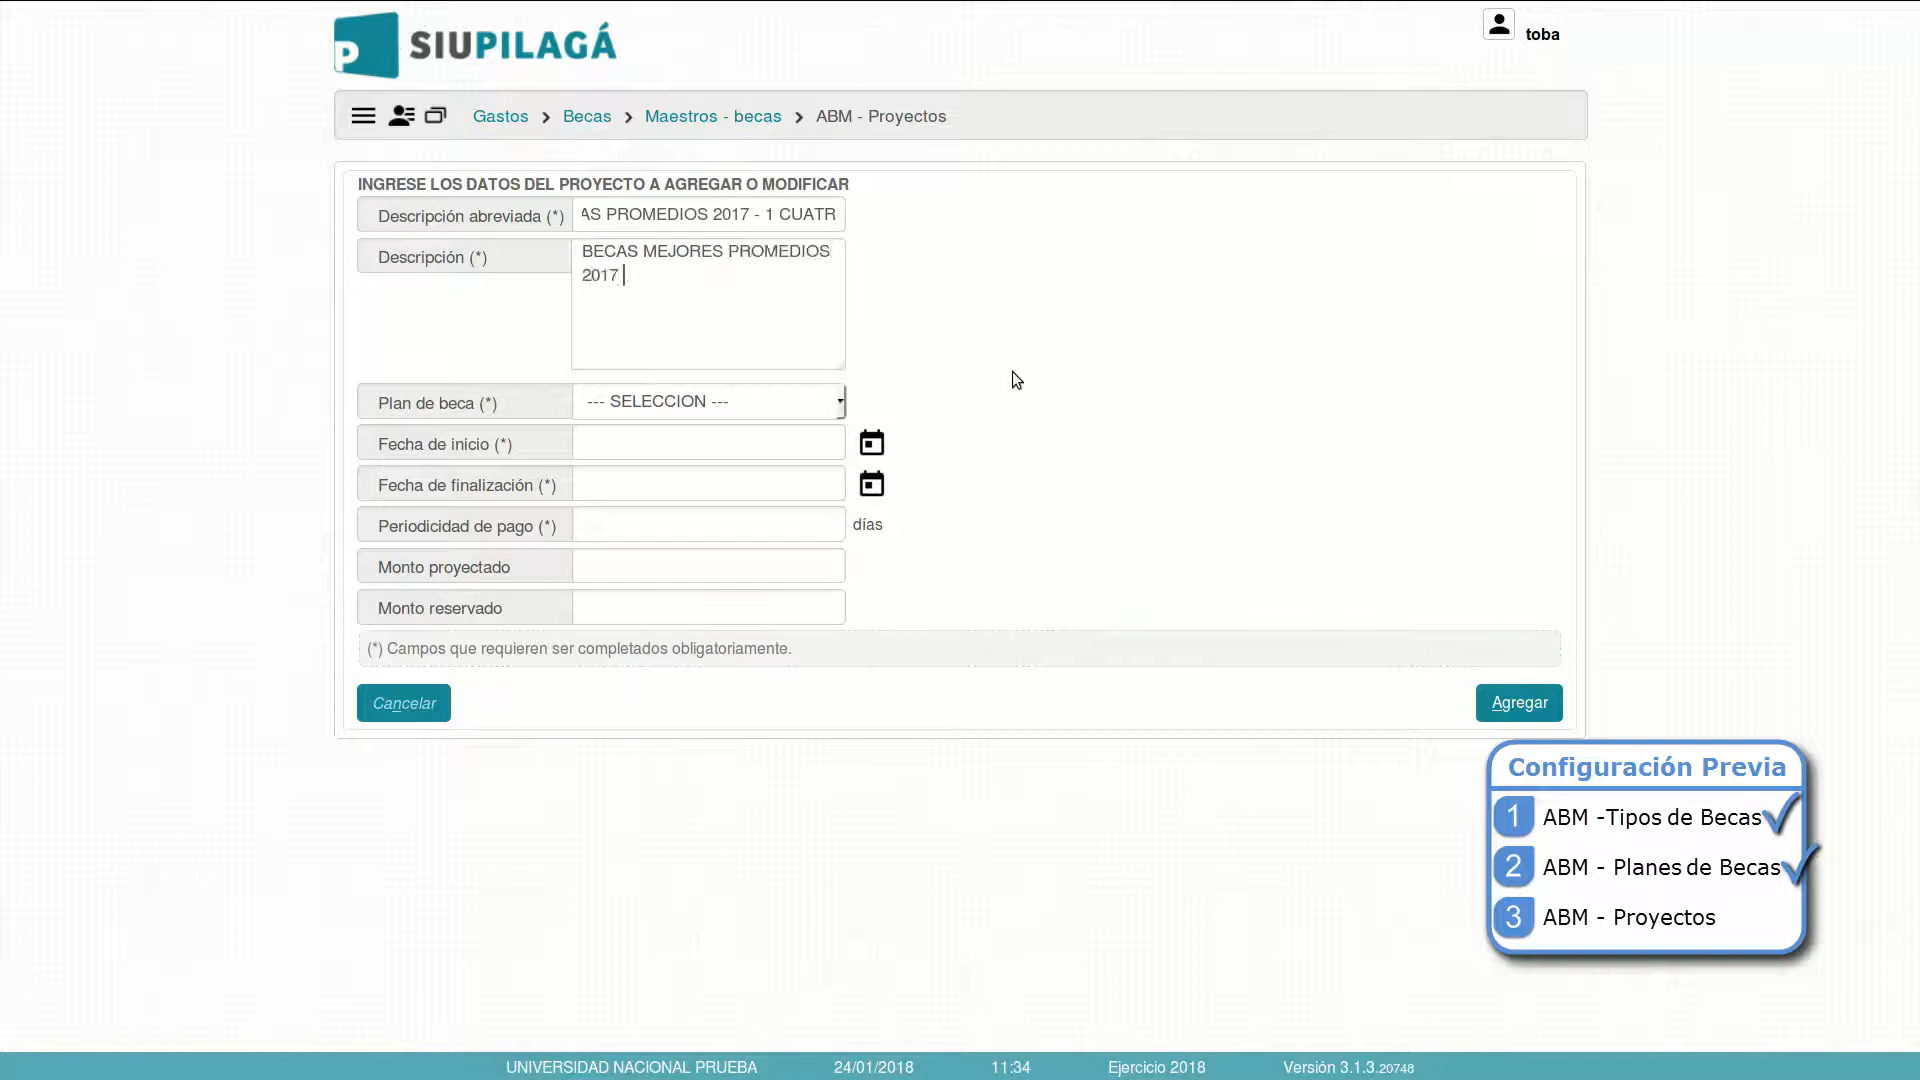 P SIUPILAGÁ
toba
Gastos > Becas > Maestros - becas > ABM - Proyectos
INGRESE LOS DATOS DEL PROYECTO A AGREGAR O MODIFICAR
Descripción abreviada (*) AS PROMEDIOS 2017 - 1 CUATR
Descripción (*) BECAS MEJORES PROMEDIOS
2017
Plan de beca (*) --- SELECCION ---
Fecha de inicio (*)
Fecha de finalización (*)
Periodicidad de pago (*) días
Monto proyectado
Monto reservado
(*) Campos que requieren ser completados obligatoriamente.
Cancelar Agregar
Configuración Previa
1 ABM -Tipos de Becas
2 ABM - Planes de Becas
3 ABM - Proyectos
UNIVERSIDAD NACIONAL PRUEBA 24/01/2018 11:34 Ejercicio 2018 Versión 3.1.3.20748